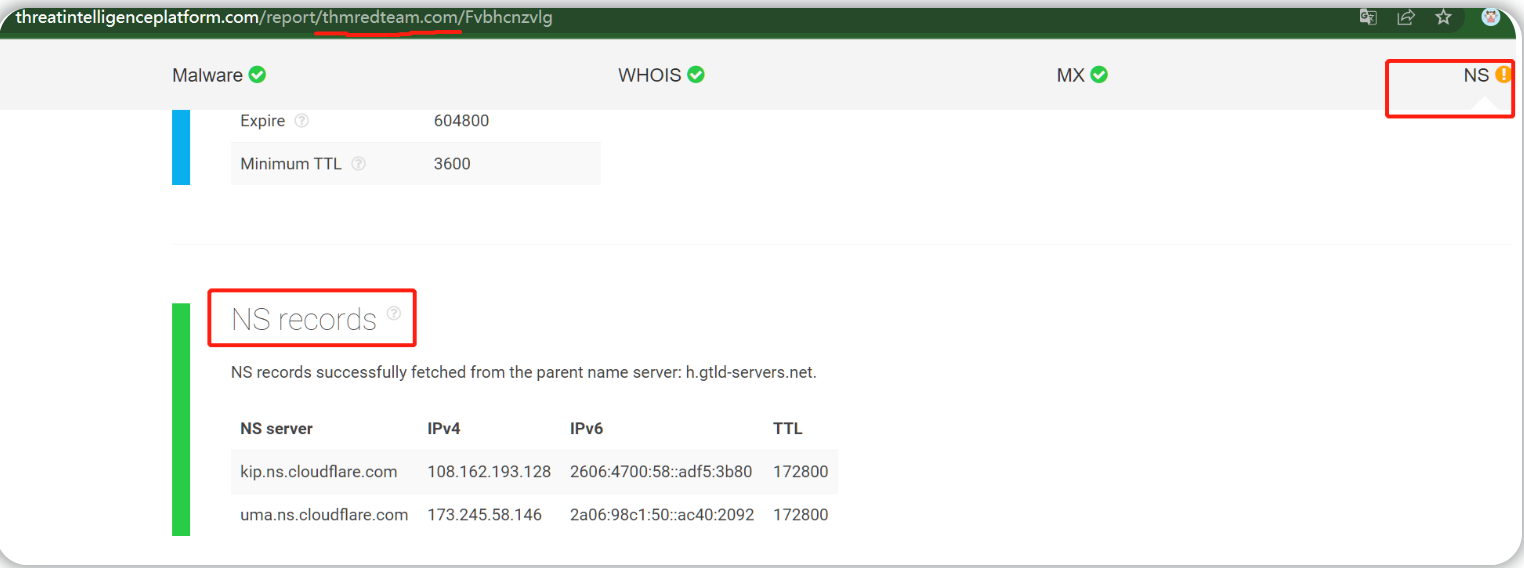 threatintelligenceplatform.com/report/thmredteam.com/Fvbhcnzvlg
Malware WHOIS MX NS
Expire ? 604800
Minimum TTL ? 3600
NS records ?
NS records successfully fetched from the parent name server: h.gtld-servers.net.
NS server IPv4 IPv6 TTL
kip.ns.cloudflare.com 108.162.193.128 2606:4700:58::adf5:3b80 172800
uma.ns.cloudflare.com 173.245.58.146 2a06:98c1:50::ac40:2092 172800